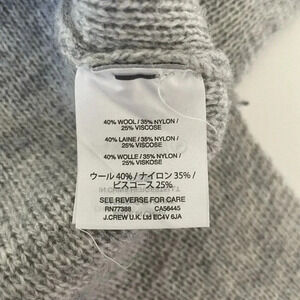 40% WOOL / 35% NYLON /
25% VISCOSE
40% LAINE / 35% NYLON /
25% VISCOSE
40% WOLLE / 35% NYLON /
25% VISKOSE
ウール 40% / ナイロン 35% /
ビスコース 25%
SEE REVERSE FOR CARE
RN77388 CA56445
J.CREW U.K. Ltd EC4V 6JA